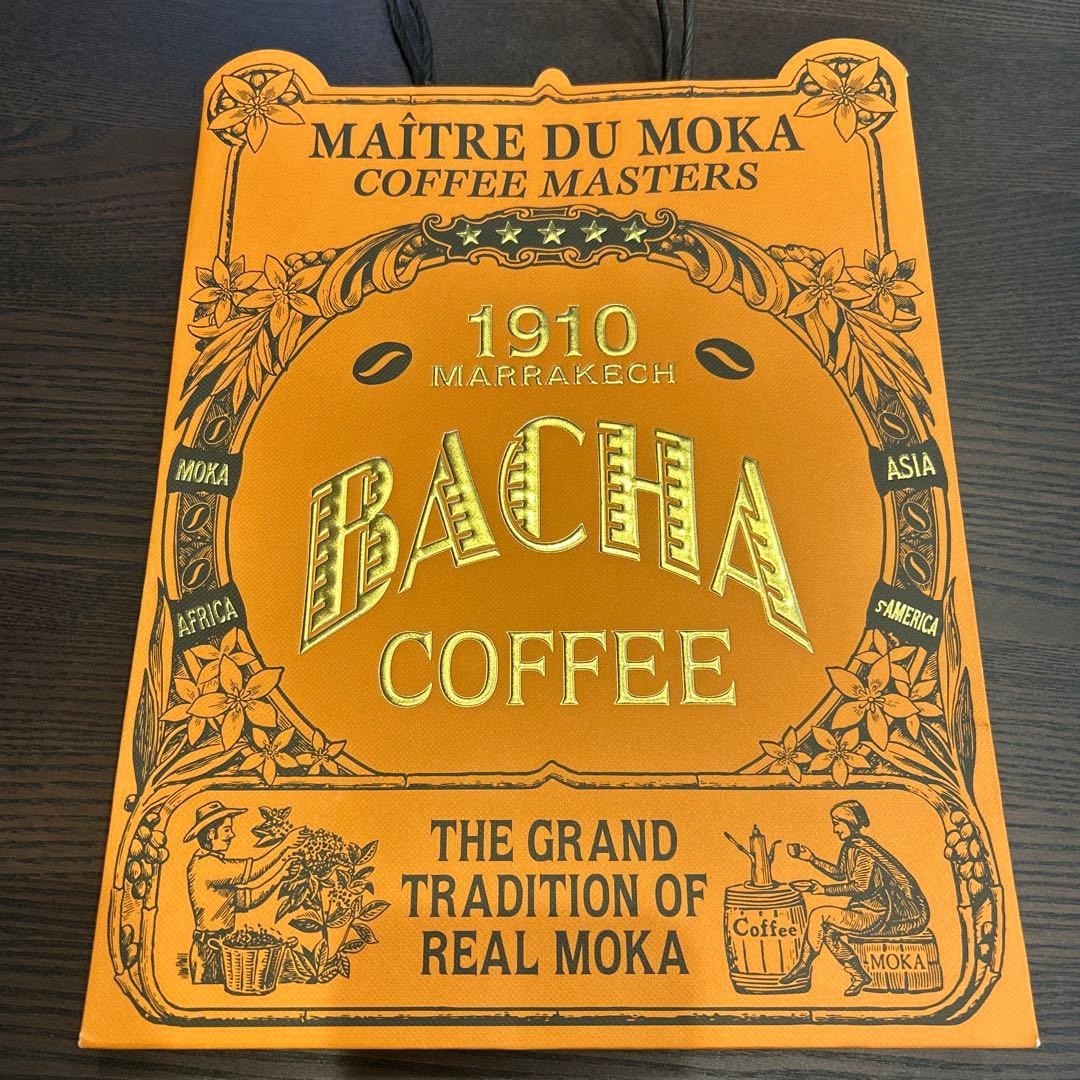 MAÎTRE DU MOKA
COFFEE MASTERS
1910
MARRAKECH
BACHA
COFFEE
MOKA
ASIA
AFRICA
S. AMERICA
THE GRAND
TRADITION OF
REAL MOKA
Coffee
MOKA